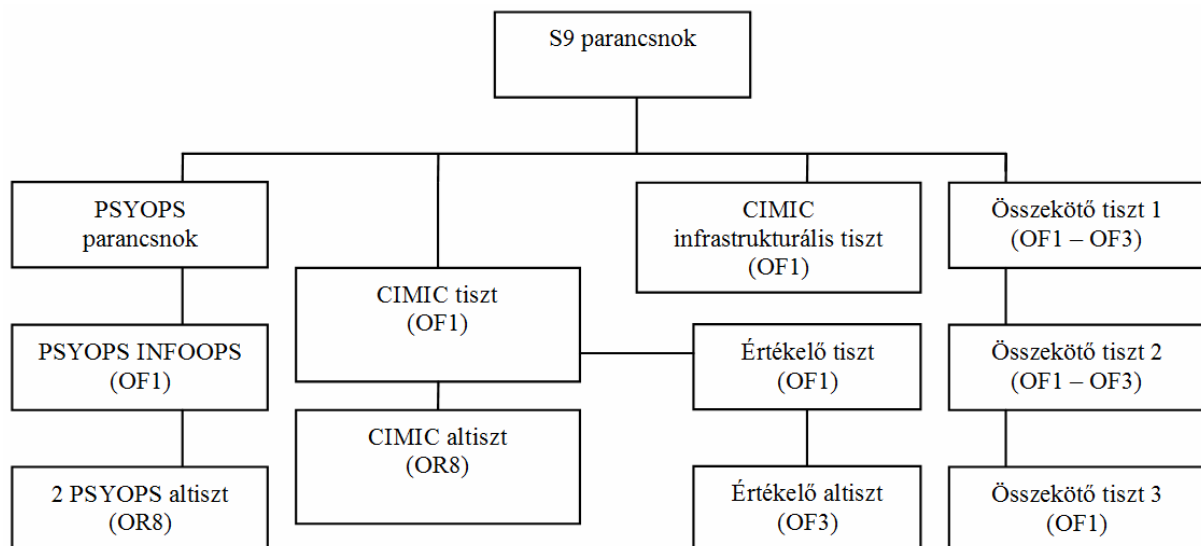 S9 parancsnok
PSYOPS
parancsnok
CIMIC
infrastrukturális tiszt
(OF1)
Összekötő tiszt 1
(OF1 – OF3)
CIMIC tiszt
(OF1)
PSYOPS INFOOPS
(OF1)
Értékelő tiszt
(OF1)
Összekötő tiszt 2
(OF1 – OF3)
CIMIC altiszt
(OR8)
2 PSYOPS altiszt
(OR8)
Értékelő altiszt
(OF3)
Összekötő tiszt 3
(OF1)